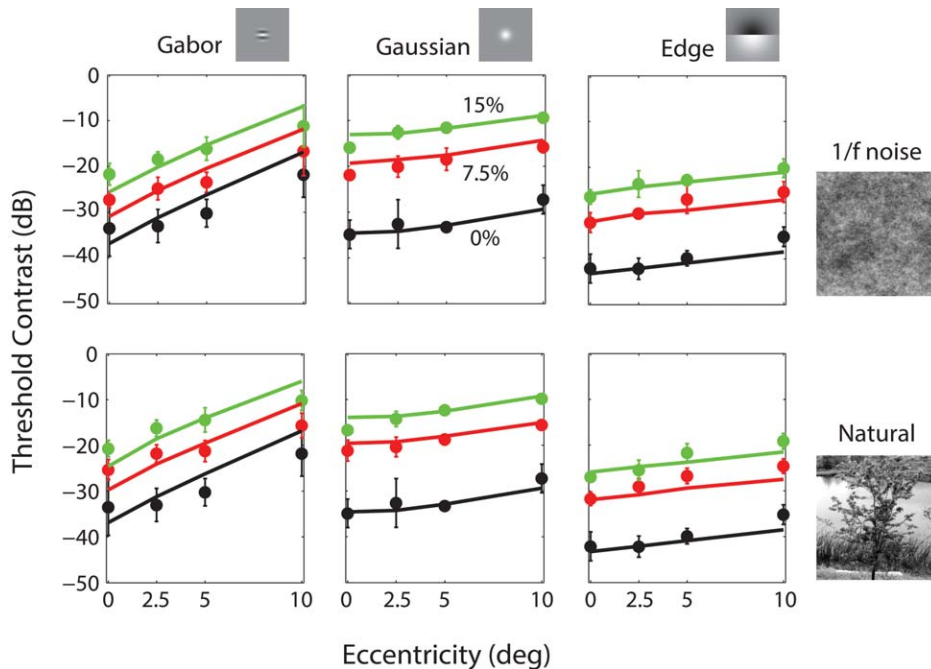 Gabor
Gaussian
Edge
0
−10
−20
−30
−40
−50
15%
7.5%
0%
1/f noise
Threshold Contrast (dB)
0
−10
−20
−30
−40
−50
Natural
0 2.5 5 10
0 2.5 5 10
0 2.5 5 10
Eccentricity (deg)